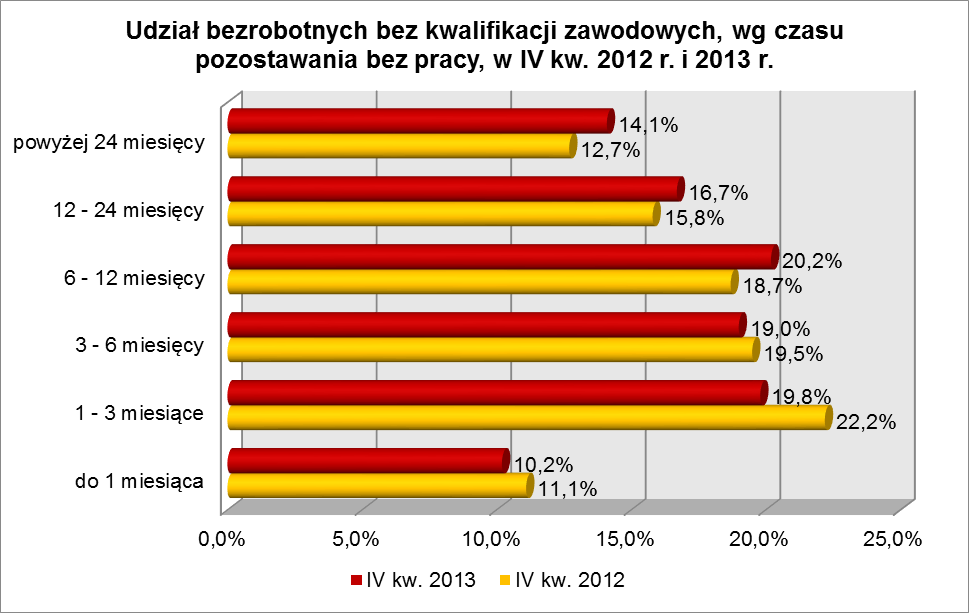 Udział bezrobotnych bez kwalifikacji zawodowych, wg czasu
pozostawania bez pracy, w IV kw. 2012 r. i 2013 r.
powyżej 24 miesięcy
14,1%
12,7%
12 - 24 miesięcy
16,7%
15,8%
6 - 12 miesięcy
20,2%
18,7%
3 - 6 miesięcy
19,0%
19,5%
1 - 3 miesiące
19,8%
22,2%
do 1 miesiąca
10,2%
11,1%
0,0% 5,0% 10,0% 15,0% 20,0% 25,0%
IV kw. 2013 IV kw. 2012